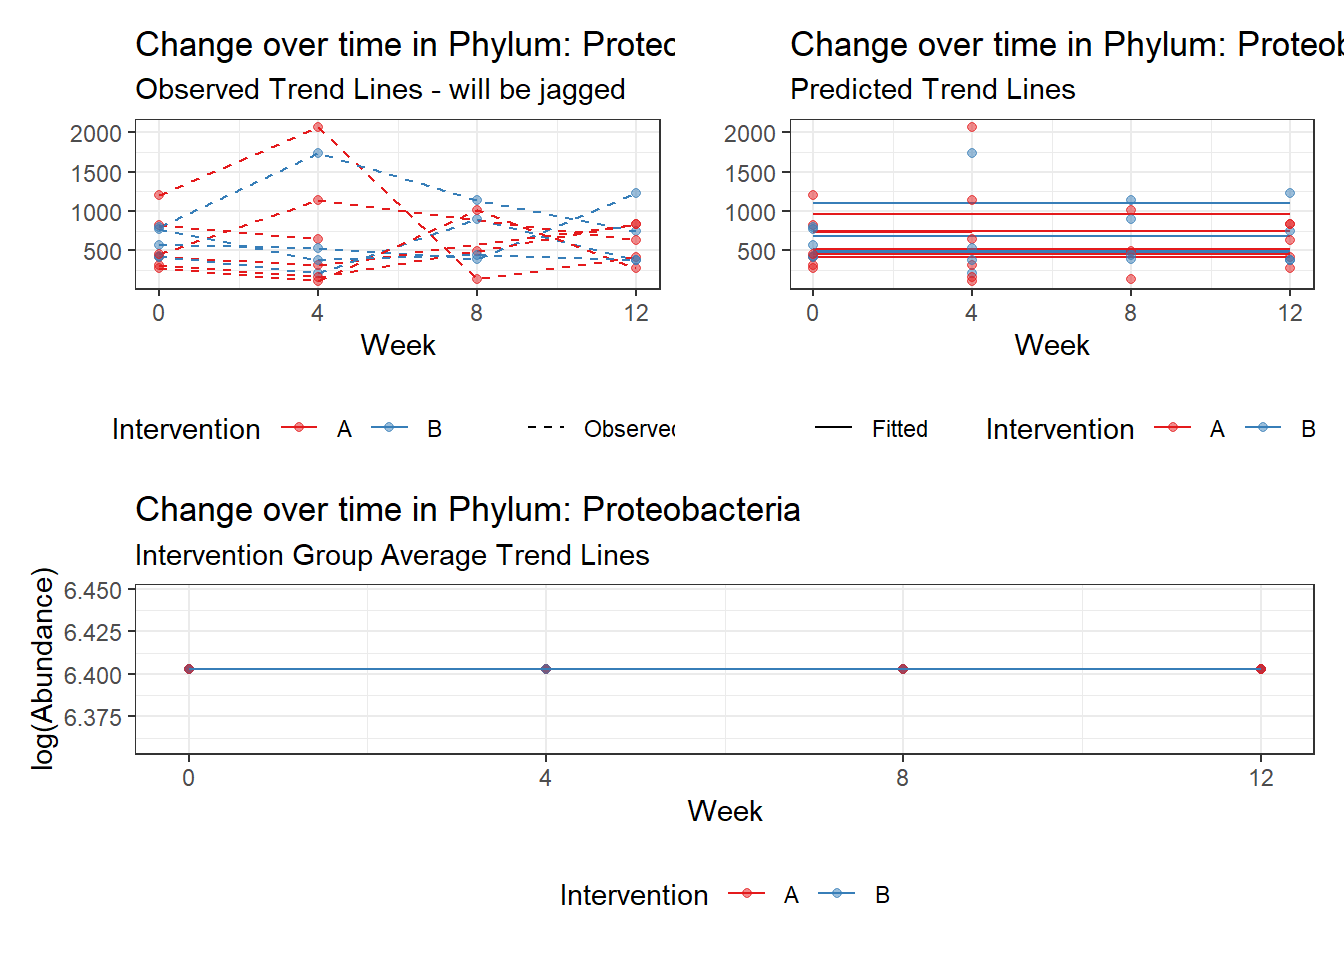 Change over time in Phylum: Proteo
Observed Trend Lines - will be jagged
2000
1500
1000
500
0 4 8 12
Week
Intervention A B Observed
Change over time in Phylum: Proteob
Predicted Trend Lines
2000
1500
1000
500
0 4 8 12
Week
Fitted Intervention A B
Change over time in Phylum: Proteobacteria
Intervention Group Average Trend Lines
log(Abundance)
6.450
6.425
6.400
6.375
0 4 8 12
Week
Intervention A B